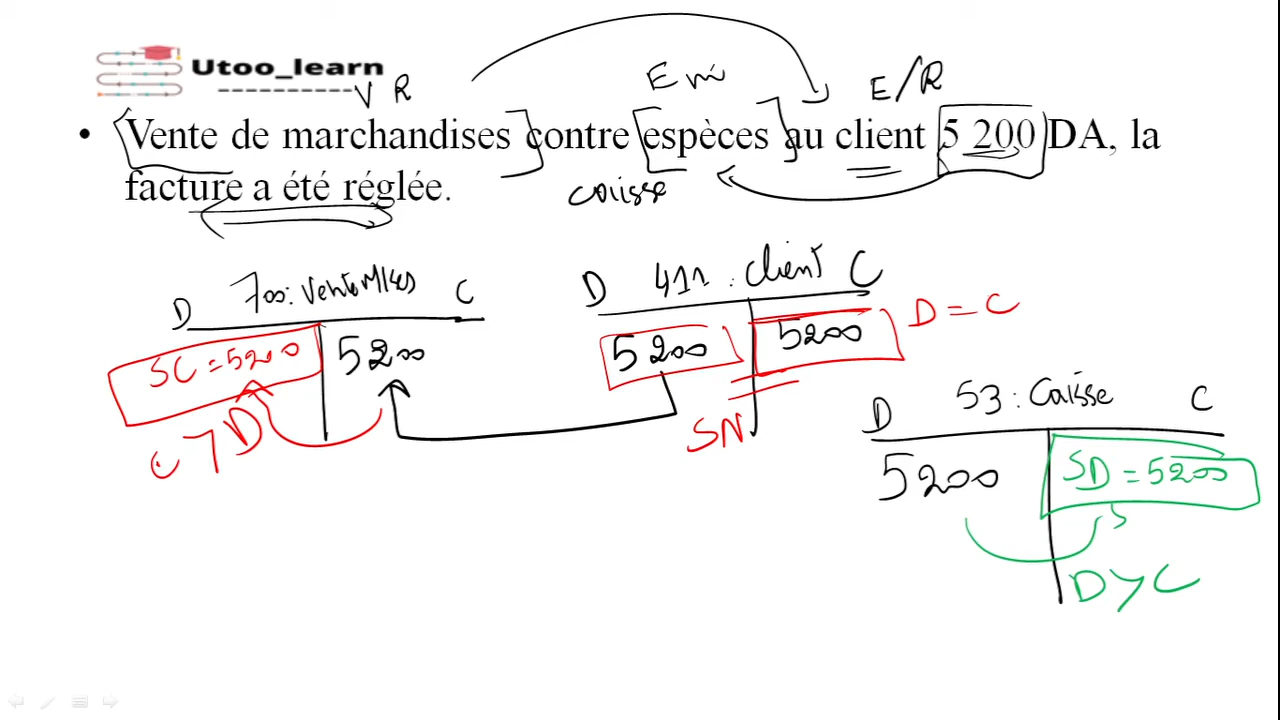 Utoo_learn
----------
V R
E m
E/R
• Vente de marchandises contre espèces au client 5 200 DA, la
facture a été réglée.
caisse
D 700: Vente M/ses C
SC = 5200
5200
C > D
D 411 : Client C
5200
5200
D = C
SN
D 53 : Caisse C
5200
SD = 5200
D > C